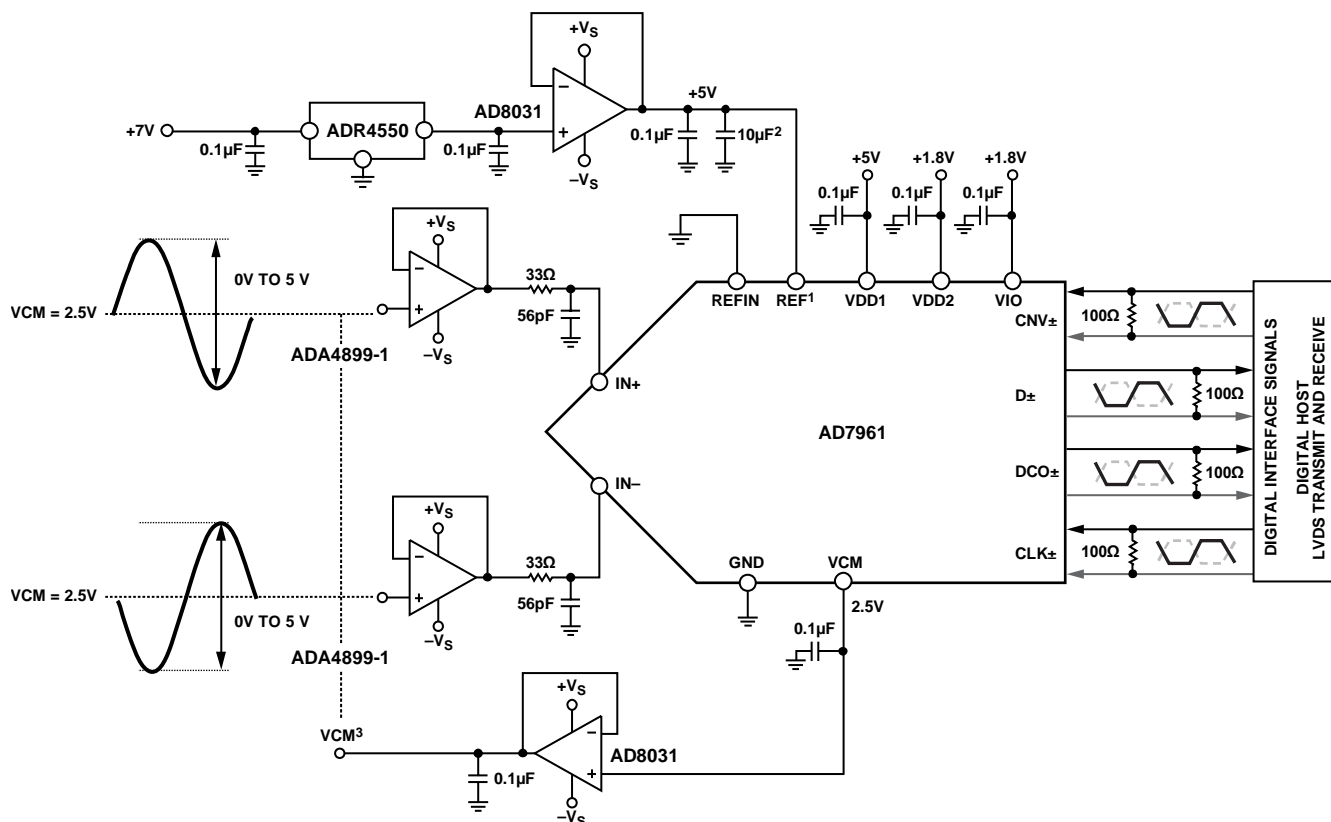 +VS
+7V
ADR4550
AD8031
−
+
−VS
0.1µF
0.1µF
+5V
0.1µF
10µF2
+5V
+1.8V
+1.8V
0.1µF
0.1µF
0.1µF
0V TO 5 V
VCM = 2.5V
+VS
−
+
−VS
ADA4899-1
33Ω
56pF
REFIN
REF1
VDD1
VDD2
VIO
IN+
AD7961
IN−
CNV±
100Ω
D±
100Ω
DCO±
100Ω
CLK±
100Ω
DIGITAL INTERFACE SIGNALS
DIGITAL HOST
LVDS TRANSMIT AND RECEIVE
VCM = 2.5V
0V TO 5 V
+VS
−
+
−VS
ADA4899-1
33Ω
56pF
GND
VCM
2.5V
0.1µF
VCM3
0.1µF
+VS
−
+
−VS
AD8031